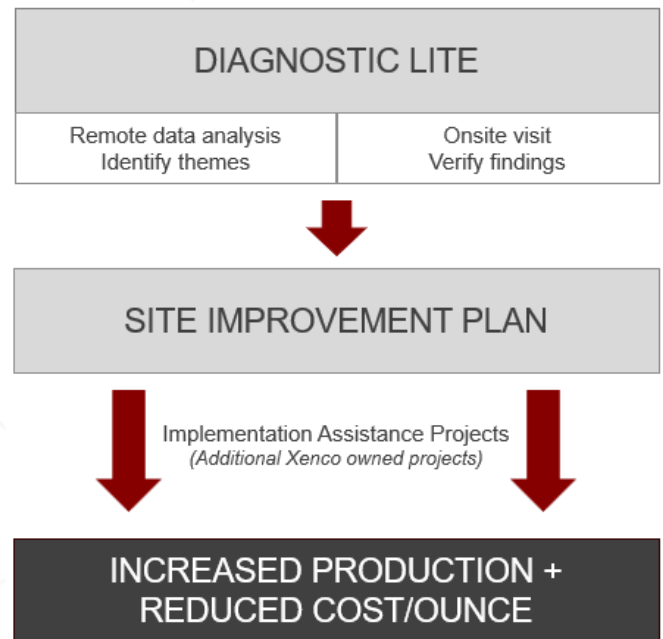 DIAGNOSTIC LITE
Remote data analysis
Identify themes
Onsite visit
Verify findings
SITE IMPROVEMENT PLAN
Implementation Assistance Projects
(Additional Xenco owned projects)
INCREASED PRODUCTION +
REDUCED COST/OUNCE